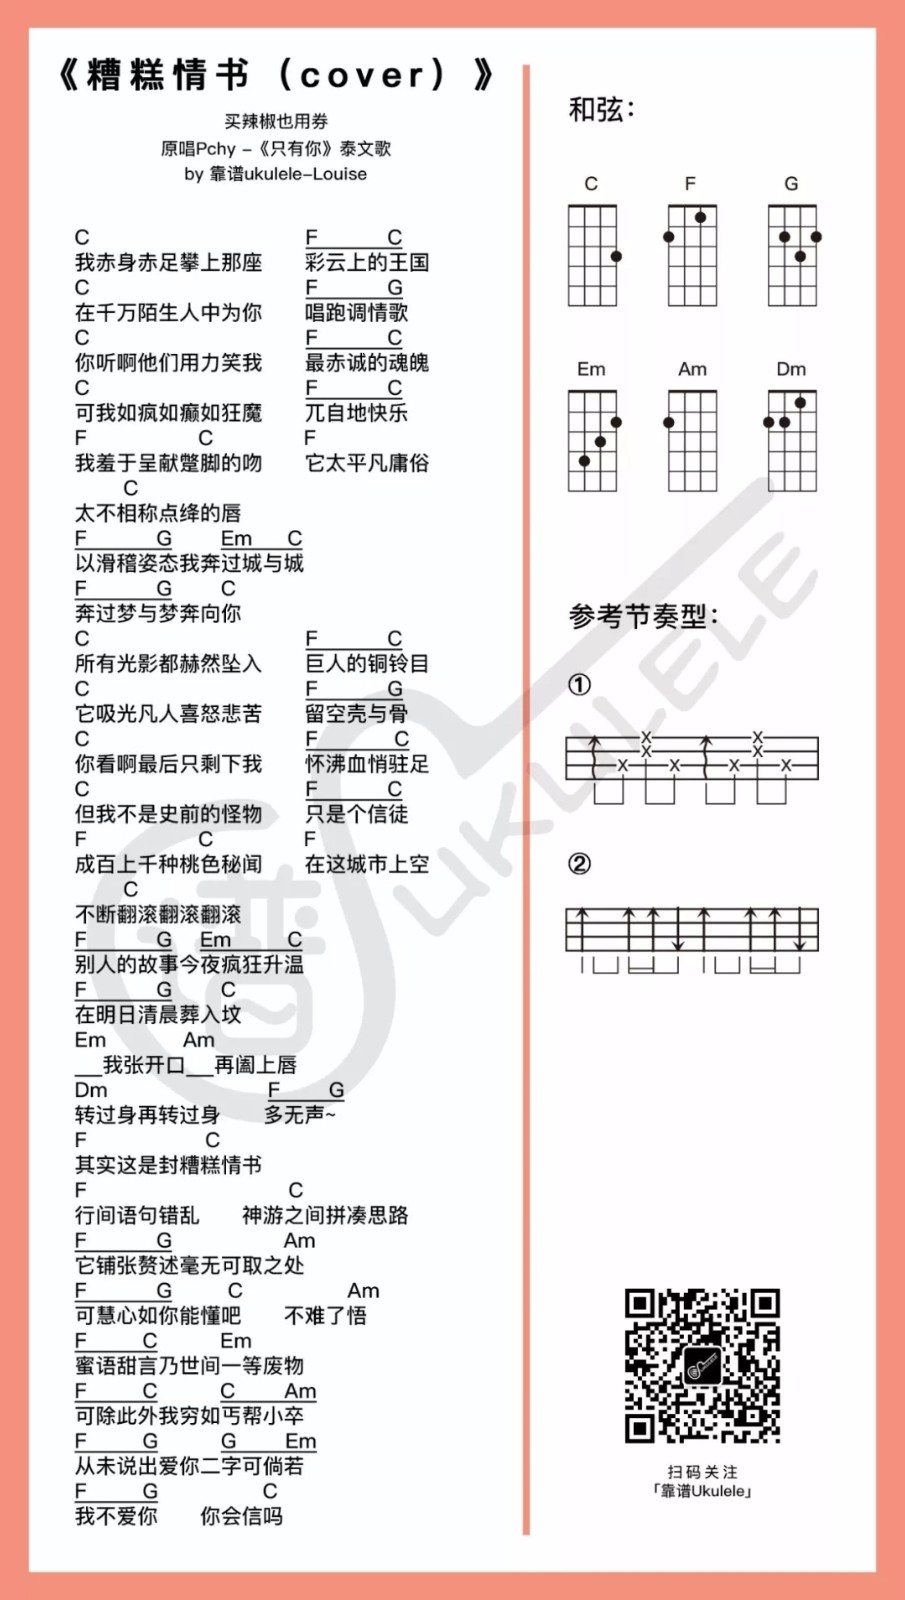 《糟糕情书（cover）》
买辣椒也用券
原唱Pchy -《只有你》泰文歌
by 靠谱ukulele-Louise
C F C
我赤身赤足攀上那座 彩云上的王国
C F G
在千万陌生人中为你 唱跑调情歌
C F C
你听啊他们用力笑我 最赤诚的魂魄
C F C
可我如疯如癫如狂魔 兀自地快乐
F C F
我羞于呈献蹩脚的吻 它太平凡庸俗
C
太不相称点绛的唇
F G Em C
以滑稽姿态我奔过城与城
F G C
奔过梦与梦奔向你
C F C
所有光影都赫然坠入 巨人的铜铃目
C F G
它吸光凡人喜怒悲苦 留空壳与骨
C F C
你看啊最后只剩下我 怀沸血悄驻足
C F C
但我不是史前的怪物 只是个信徒
F C F
成百上千种桃色秘闻 在这城市上空
C
不断翻滚翻滚翻滚
F G Em C
别人的故事今夜疯狂升温
F G C
在明日清晨葬入坟
Em Am
__我张开口__再阖上唇
Dm F G
转过身再转过身 多无声~
F C
其实这是封糟糕情书
F C
行间语句错乱 神游之间拼凑思路
F G Am
它铺张赘述毫无可取之处
F G C Am
可慧心如你能懂吧 不难了悟
F C Em
蜜语甜言乃世间一等废物
F C C Am
可除此外我穷如丐帮小卒
F G G Em
从未说出爱你二字可倘若
F G C
我不爱你 你会信吗
和弦：
C F G
Em Am Dm
参考节奏型：
①
X X
X X
X X X X
②
UKULELE
谱
扫码关注
「靠谱Ukulele」